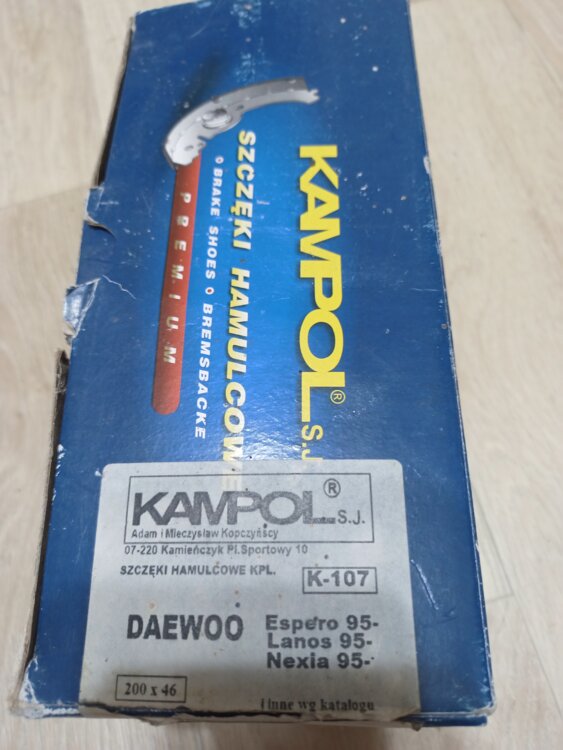 KAMPOL® S.J.
SZCZĘKI HAMULCOWE
BRAKE SHOES BREMSBACKE
PREMIUM
KAMPOL® S.J.
Adam i Mieczysław Kopczyńscy
07-220 Kamieńczyk Pl.Sportowy 10
SZCZĘKI HAMULCOWE KPL.
K-107
DAEWOO
Espero 95-
Lanos 95-
Nexia 95-
200 x 46
i inne wg katalogu